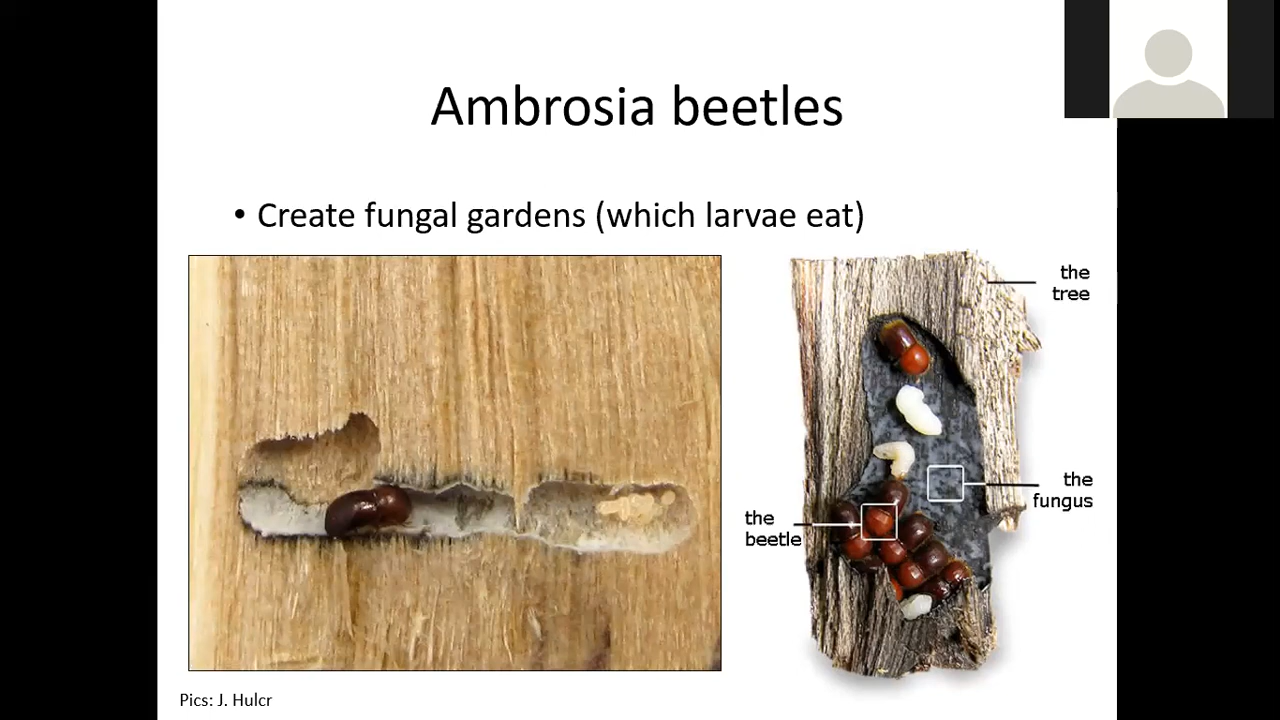 Ambrosia beetles
• Create fungal gardens (which larvae eat)
the
tree
the
fungus
the
beetle
Pics: J. Hulcr